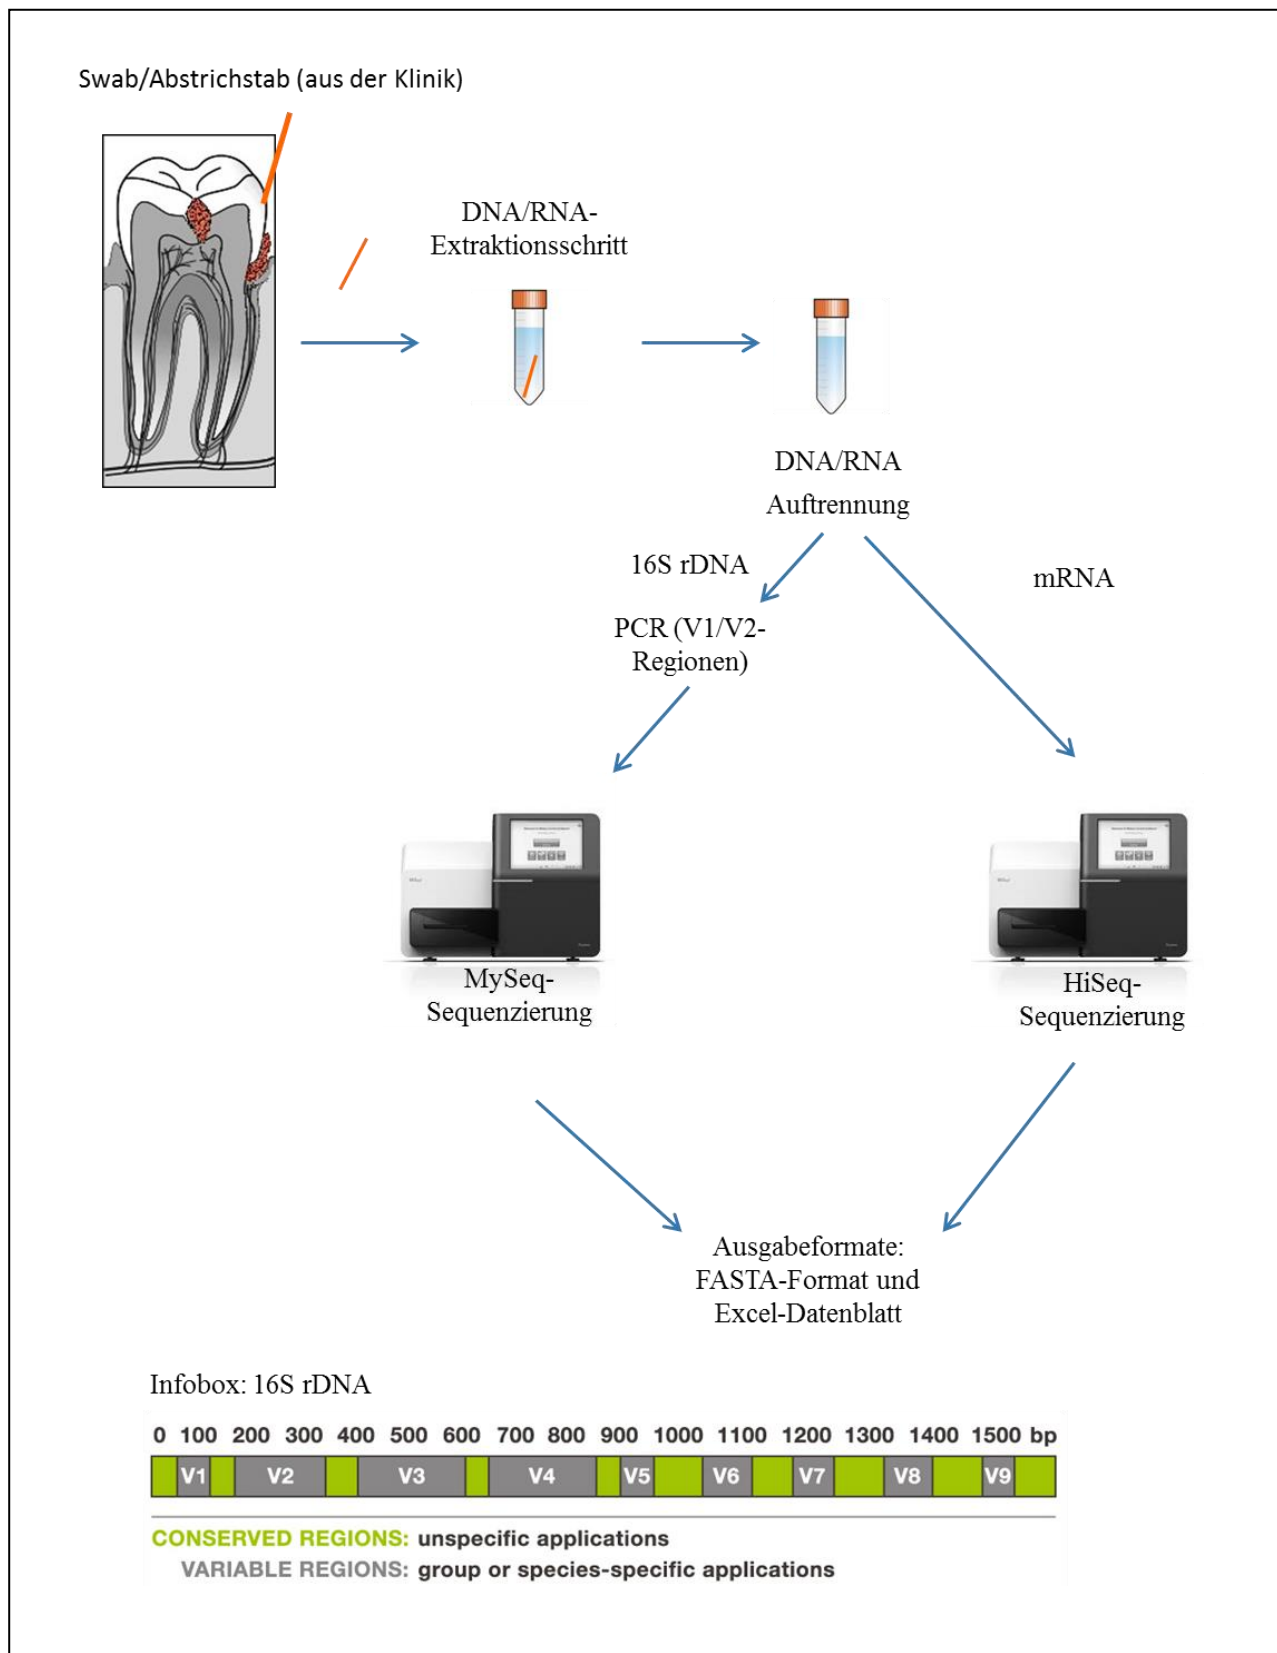 Swab/Abstrichstab (aus der Klinik)
DNA/RNA-
Extraktionsschritt
DNA/RNA
Auftrennung
16S rDNA
mRNA
PCR (V1/V2-
Regionen)
MySeq-
Sequenzierung
HiSeq-
Sequenzierung
Ausgabeformate:
FASTA-Format und
Excel-Datenblatt
Infobox: 16S rDNA
0 100 200 300 400 500 600 700 800 900 1000 1100 1200 1300 1400 1500 bp
V1 V2 V3 V4 V5 V6 V7 V8 V9
CONSERVED REGIONS: unspecific applications
VARIABLE REGIONS: group or species-specific applications